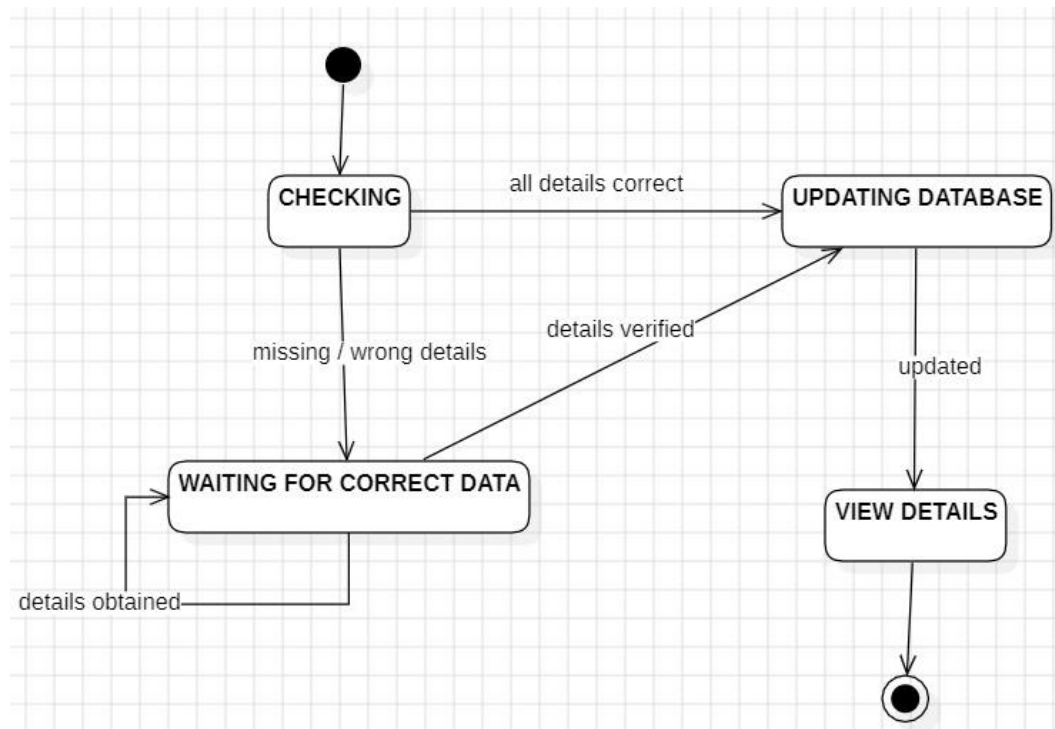 CHECKING
all details correct
UPDATING DATABASE
details verified
missing / wrong details
updated
WAITING FOR CORRECT DATA
VIEW DETAILS
details obtained